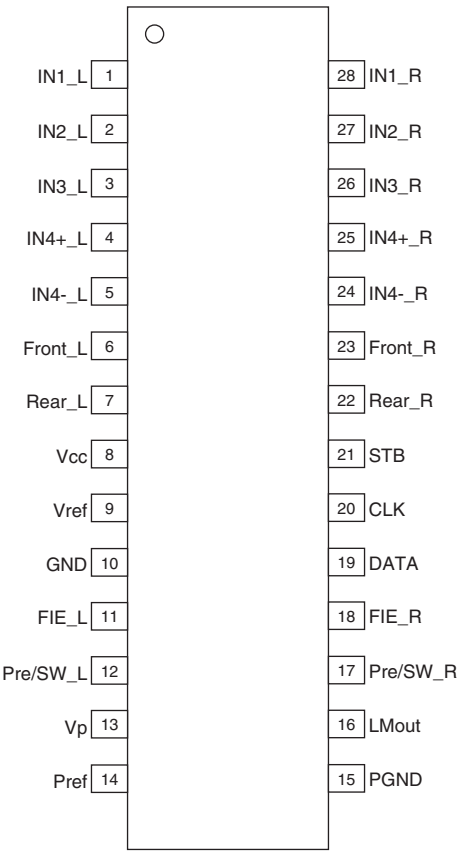 IN1_L 1 28 IN1_R
IN2_L 2 27 IN2_R
IN3_L 3 26 IN3_R
IN4+_L 4 25 IN4+_R
IN4-_L 5 24 IN4-_R
Front_L 6 23 Front_R
Rear_L 7 22 Rear_R
Vcc 8 21 STB
Vref 9 20 CLK
GND 10 19 DATA
FIE_L 11 18 FIE_R
Pre/SW_L 12 17 Pre/SW_R
Vp 13 16 LMout
Pref 14 15 PGND